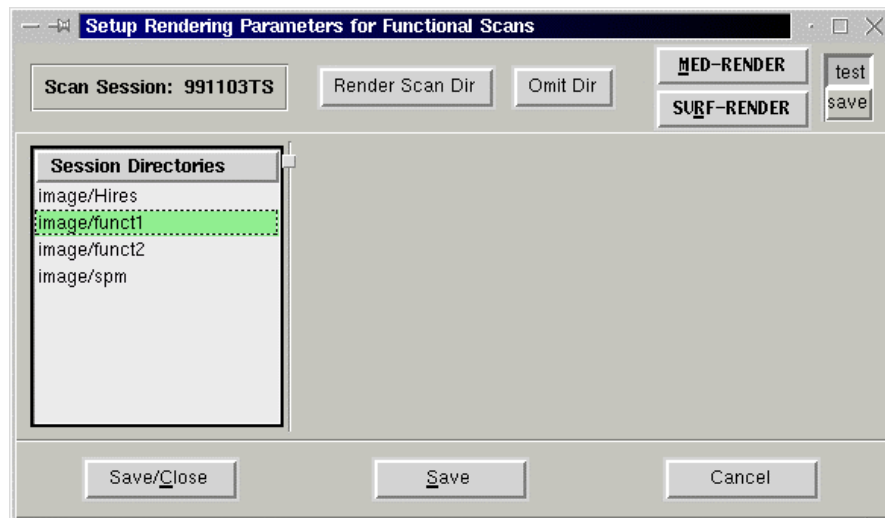 Setup Rendering Parameters for Functional Scans
Scan Session: 991103TS
Render Scan Dir
Omit Dir
MED-RENDER
SURF-RENDER
test
save
Session Directories
image/Hires
image/funct1
image/funct2
image/spm
Save/Close
Save
Cancel